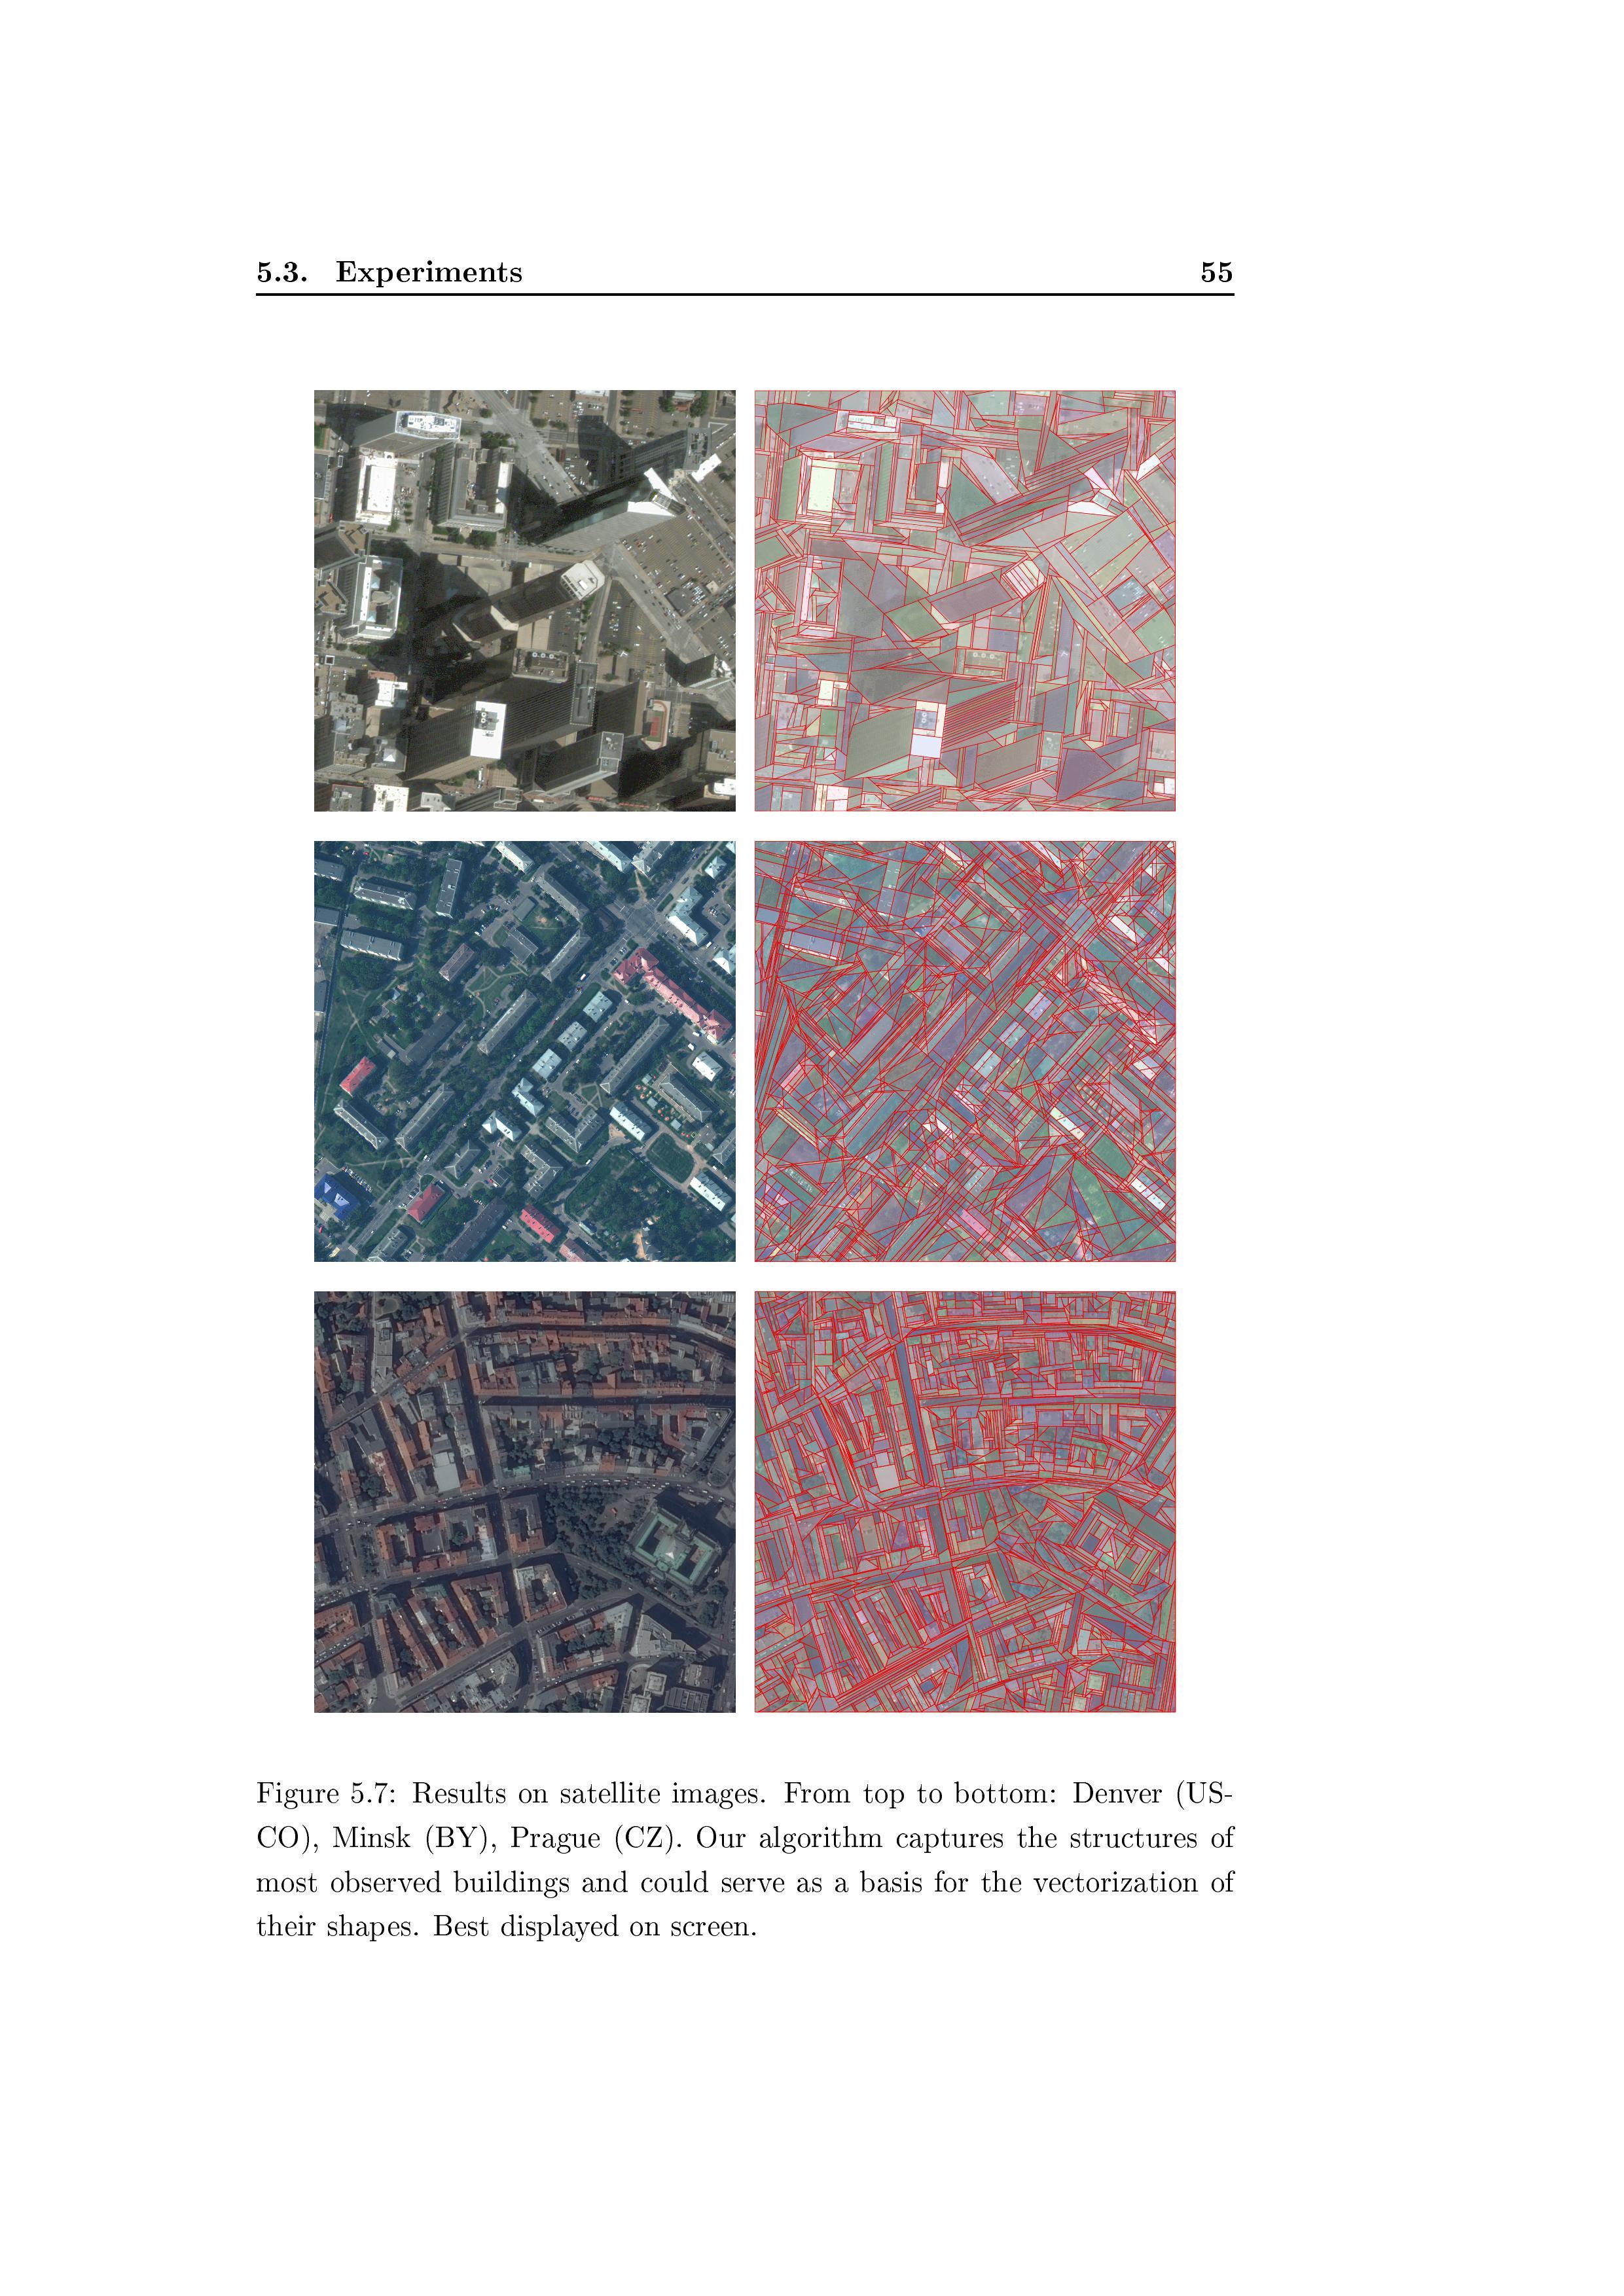 5.3. Experiments 55
Figure 5.7: Results on satellite images. From top to bottom: Denver (US-
CO), Minsk (BY), Prague (CZ). Our algorithm captures the structures of
most observed buildings and could serve as a basis for the vectorization of
their shapes. Best displayed on screen.